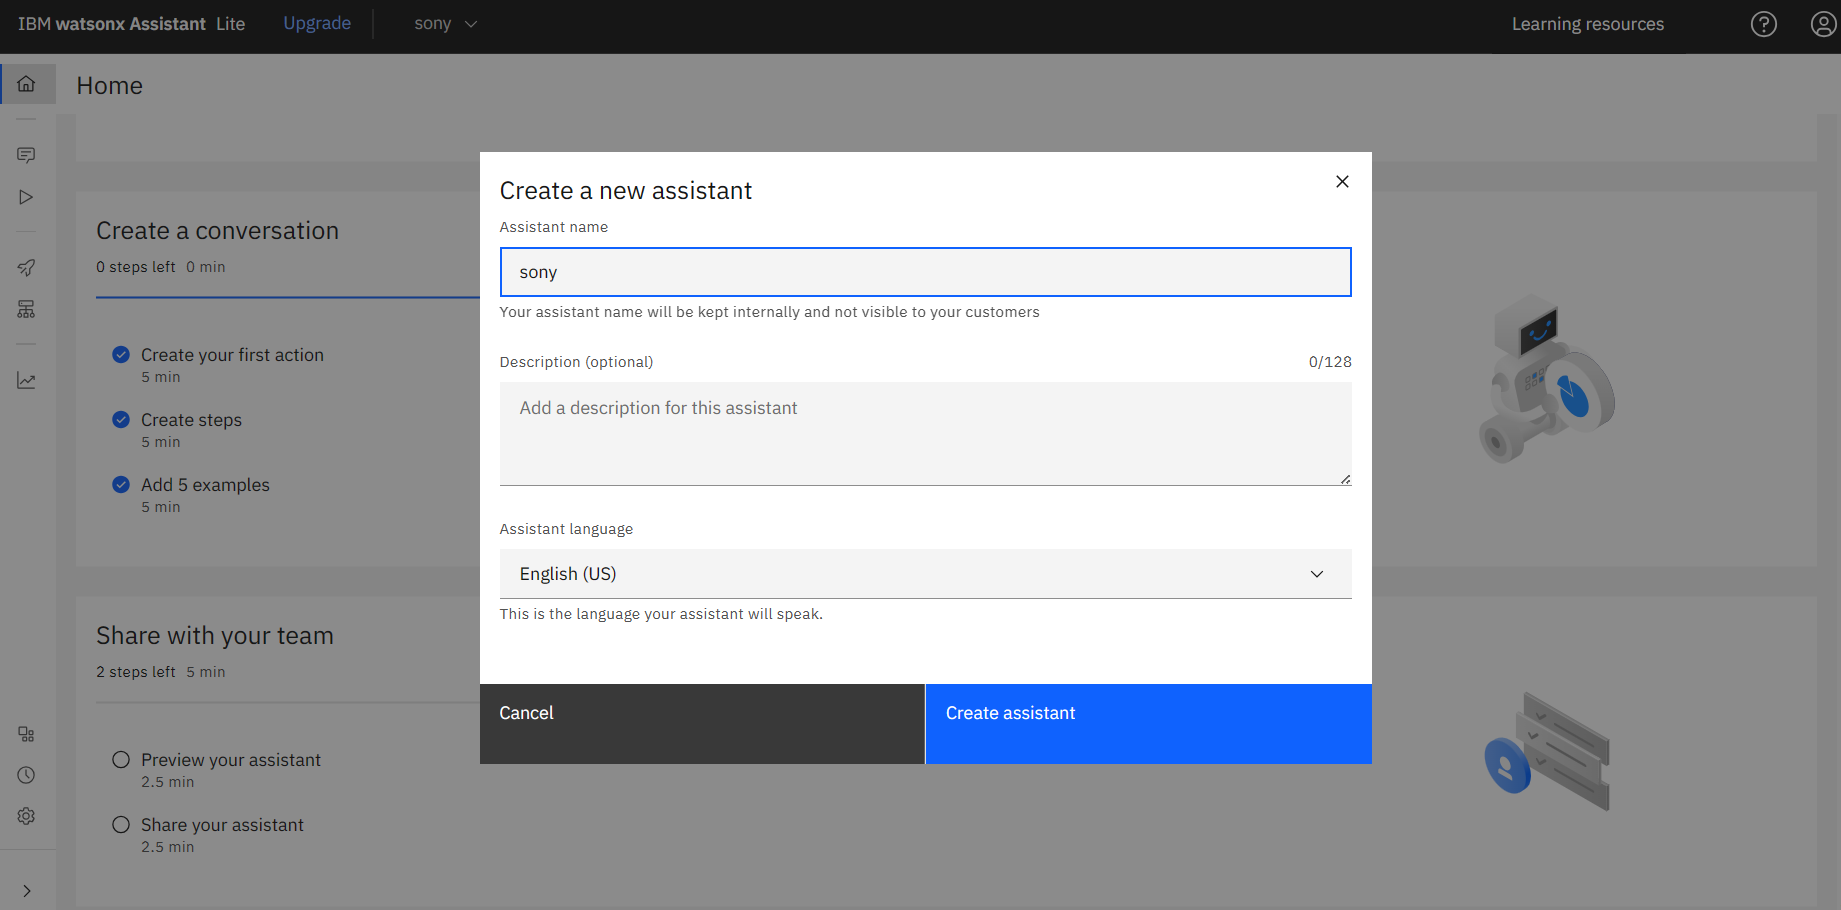 IBM watsonx Assistant Lite Upgrade sony Learning resources
Home
Create a conversation
0 steps left 0 min
Create your first action
5 min
Create steps
5 min
Add 5 examples
5 min
Share with your team
2 steps left 5 min
Preview your assistant
2.5 min
Share your assistant
2.5 min
Create a new assistant
Assistant name
sony
Your assistant name will be kept internally and not visible to your customers
Description (optional) 0/128
Add a description for this assistant
Assistant language
English (US)
This is the language your assistant will speak.
Cancel Create assistant